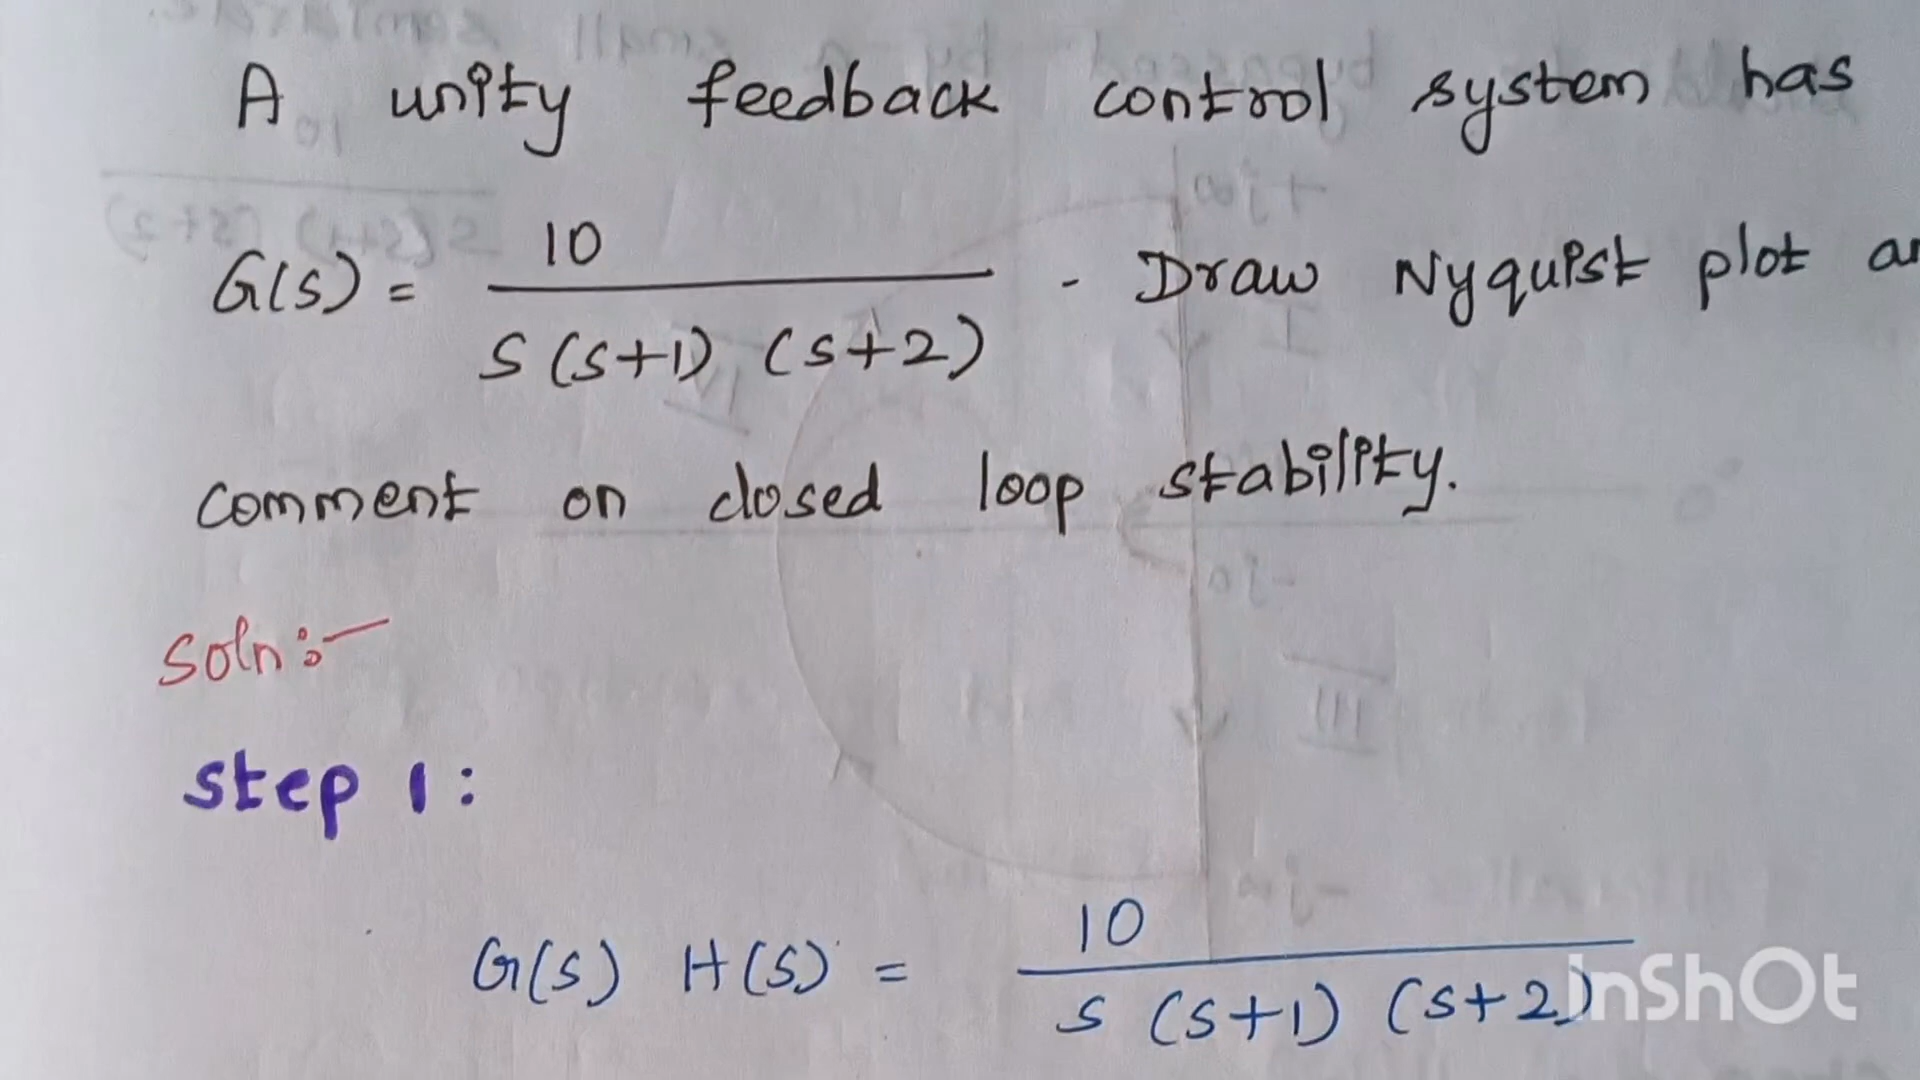 A unity feedback control system has
G(s) = 10 / s(s+1) (s+2) . Draw Nyquist plot
comment on closed loop stability.
Soln:-
Step 1:
G(s) H(s) = 10 / s (s+1) (s+2)
InShOt